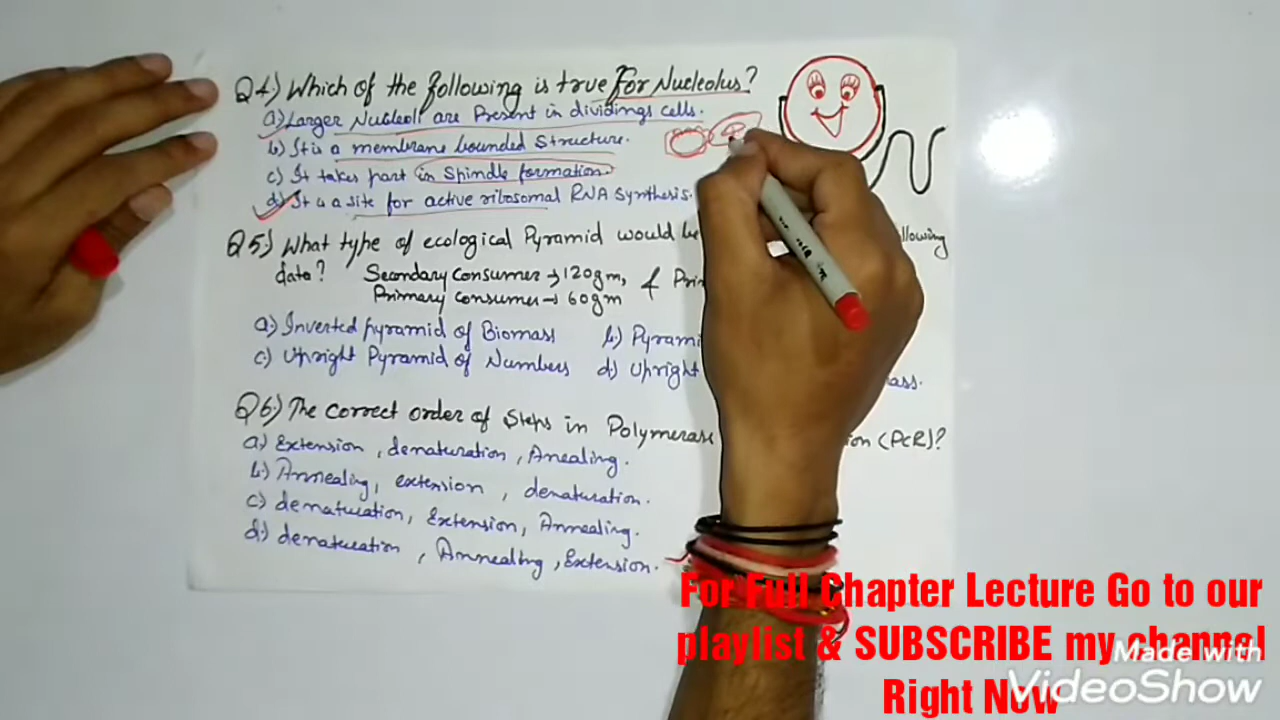 Q4) Which of the following is true for Nucleolus?
a) Larger Nucleoli are Present in dividings cells.
b) It is a membrane bounded Structure.
c) It takes part in Spindle formation.
d) It is a site for active ribosomal RNA Synthesis.
Q5) What type of ecological Pyramid would be llowing
data? Secondary Consumer → 120gm, & Pri
Primary consumer → 60gm
a) Inverted pyramid of Biomass b) Pyrami
c) Upright Pyramid of Numbers d) Upright ass.
Q6) The correct order of Steps in Polymerase ion (PCR)?
a) Extension, denaturation, Anealing.
b) Annealing, extension, denaturation.
c) denaturation, Extension, Annealing.
d) denaturation, Annealing, Extension.
For Full Chapter Lecture Go to our
playlist & SUBSCRIBE my channel
Right Now
Made with
VideoShow